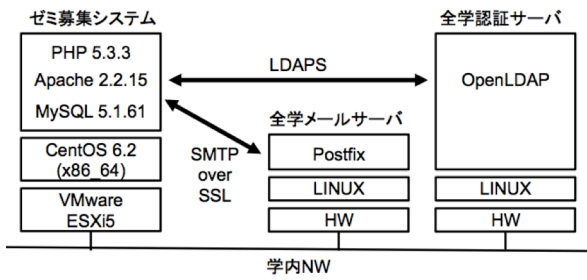 ゼミ募集システム
PHP 5.3.3
Apache 2.2.15
MySQL 5.1.61
CentOS 6.2
(x86_64)
VMware
ESXi5
LDAPS
SMTP
over
SSL
全学メールサーバ
Postfix
LINUX
HW
全学認証サーバ
OpenLDAP
LINUX
HW
学内NW